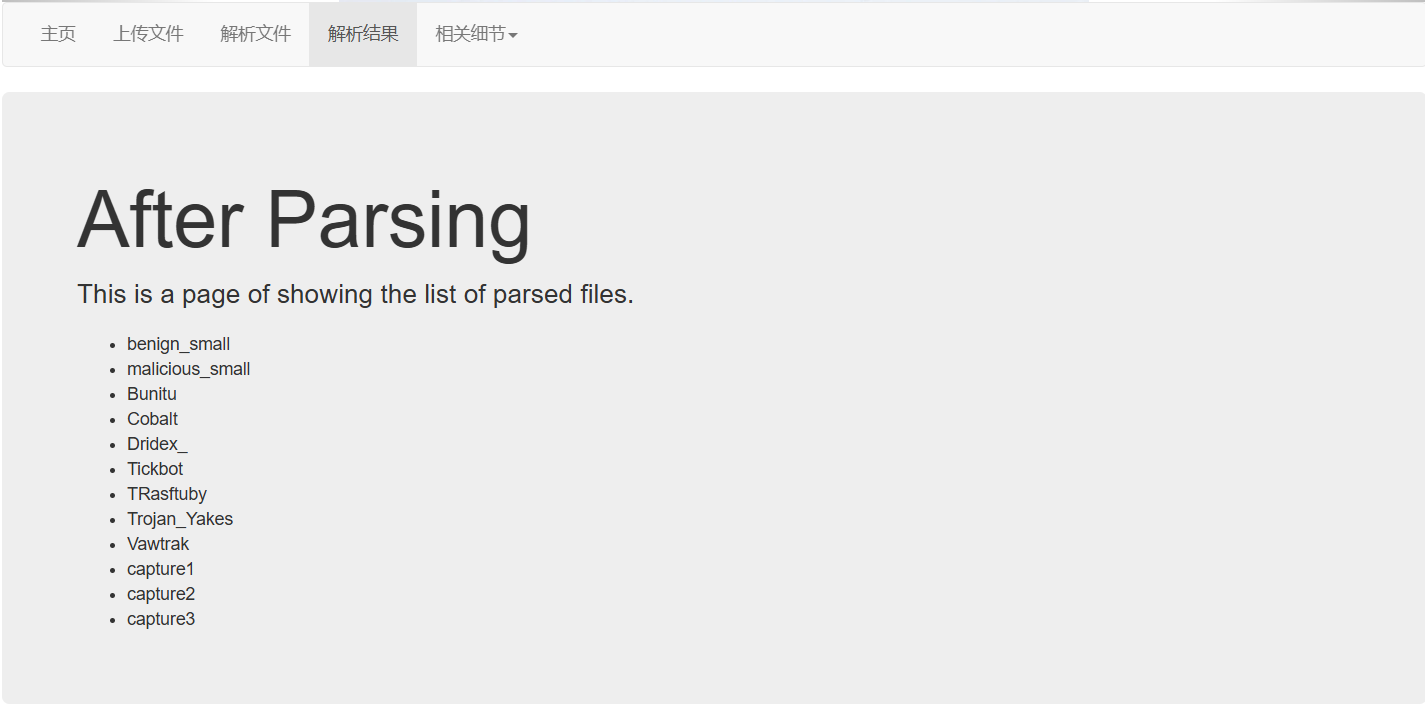 主页 上传文件 解析文件 解析结果 相关细节
After Parsing
This is a page of showing the list of parsed files.
benign_small
malicious_small
Bunitu
Cobalt
Dridex_
Tickbot
TRasftuby
Trojan_Yakes
Vawtrak
capture1
capture2
capture3